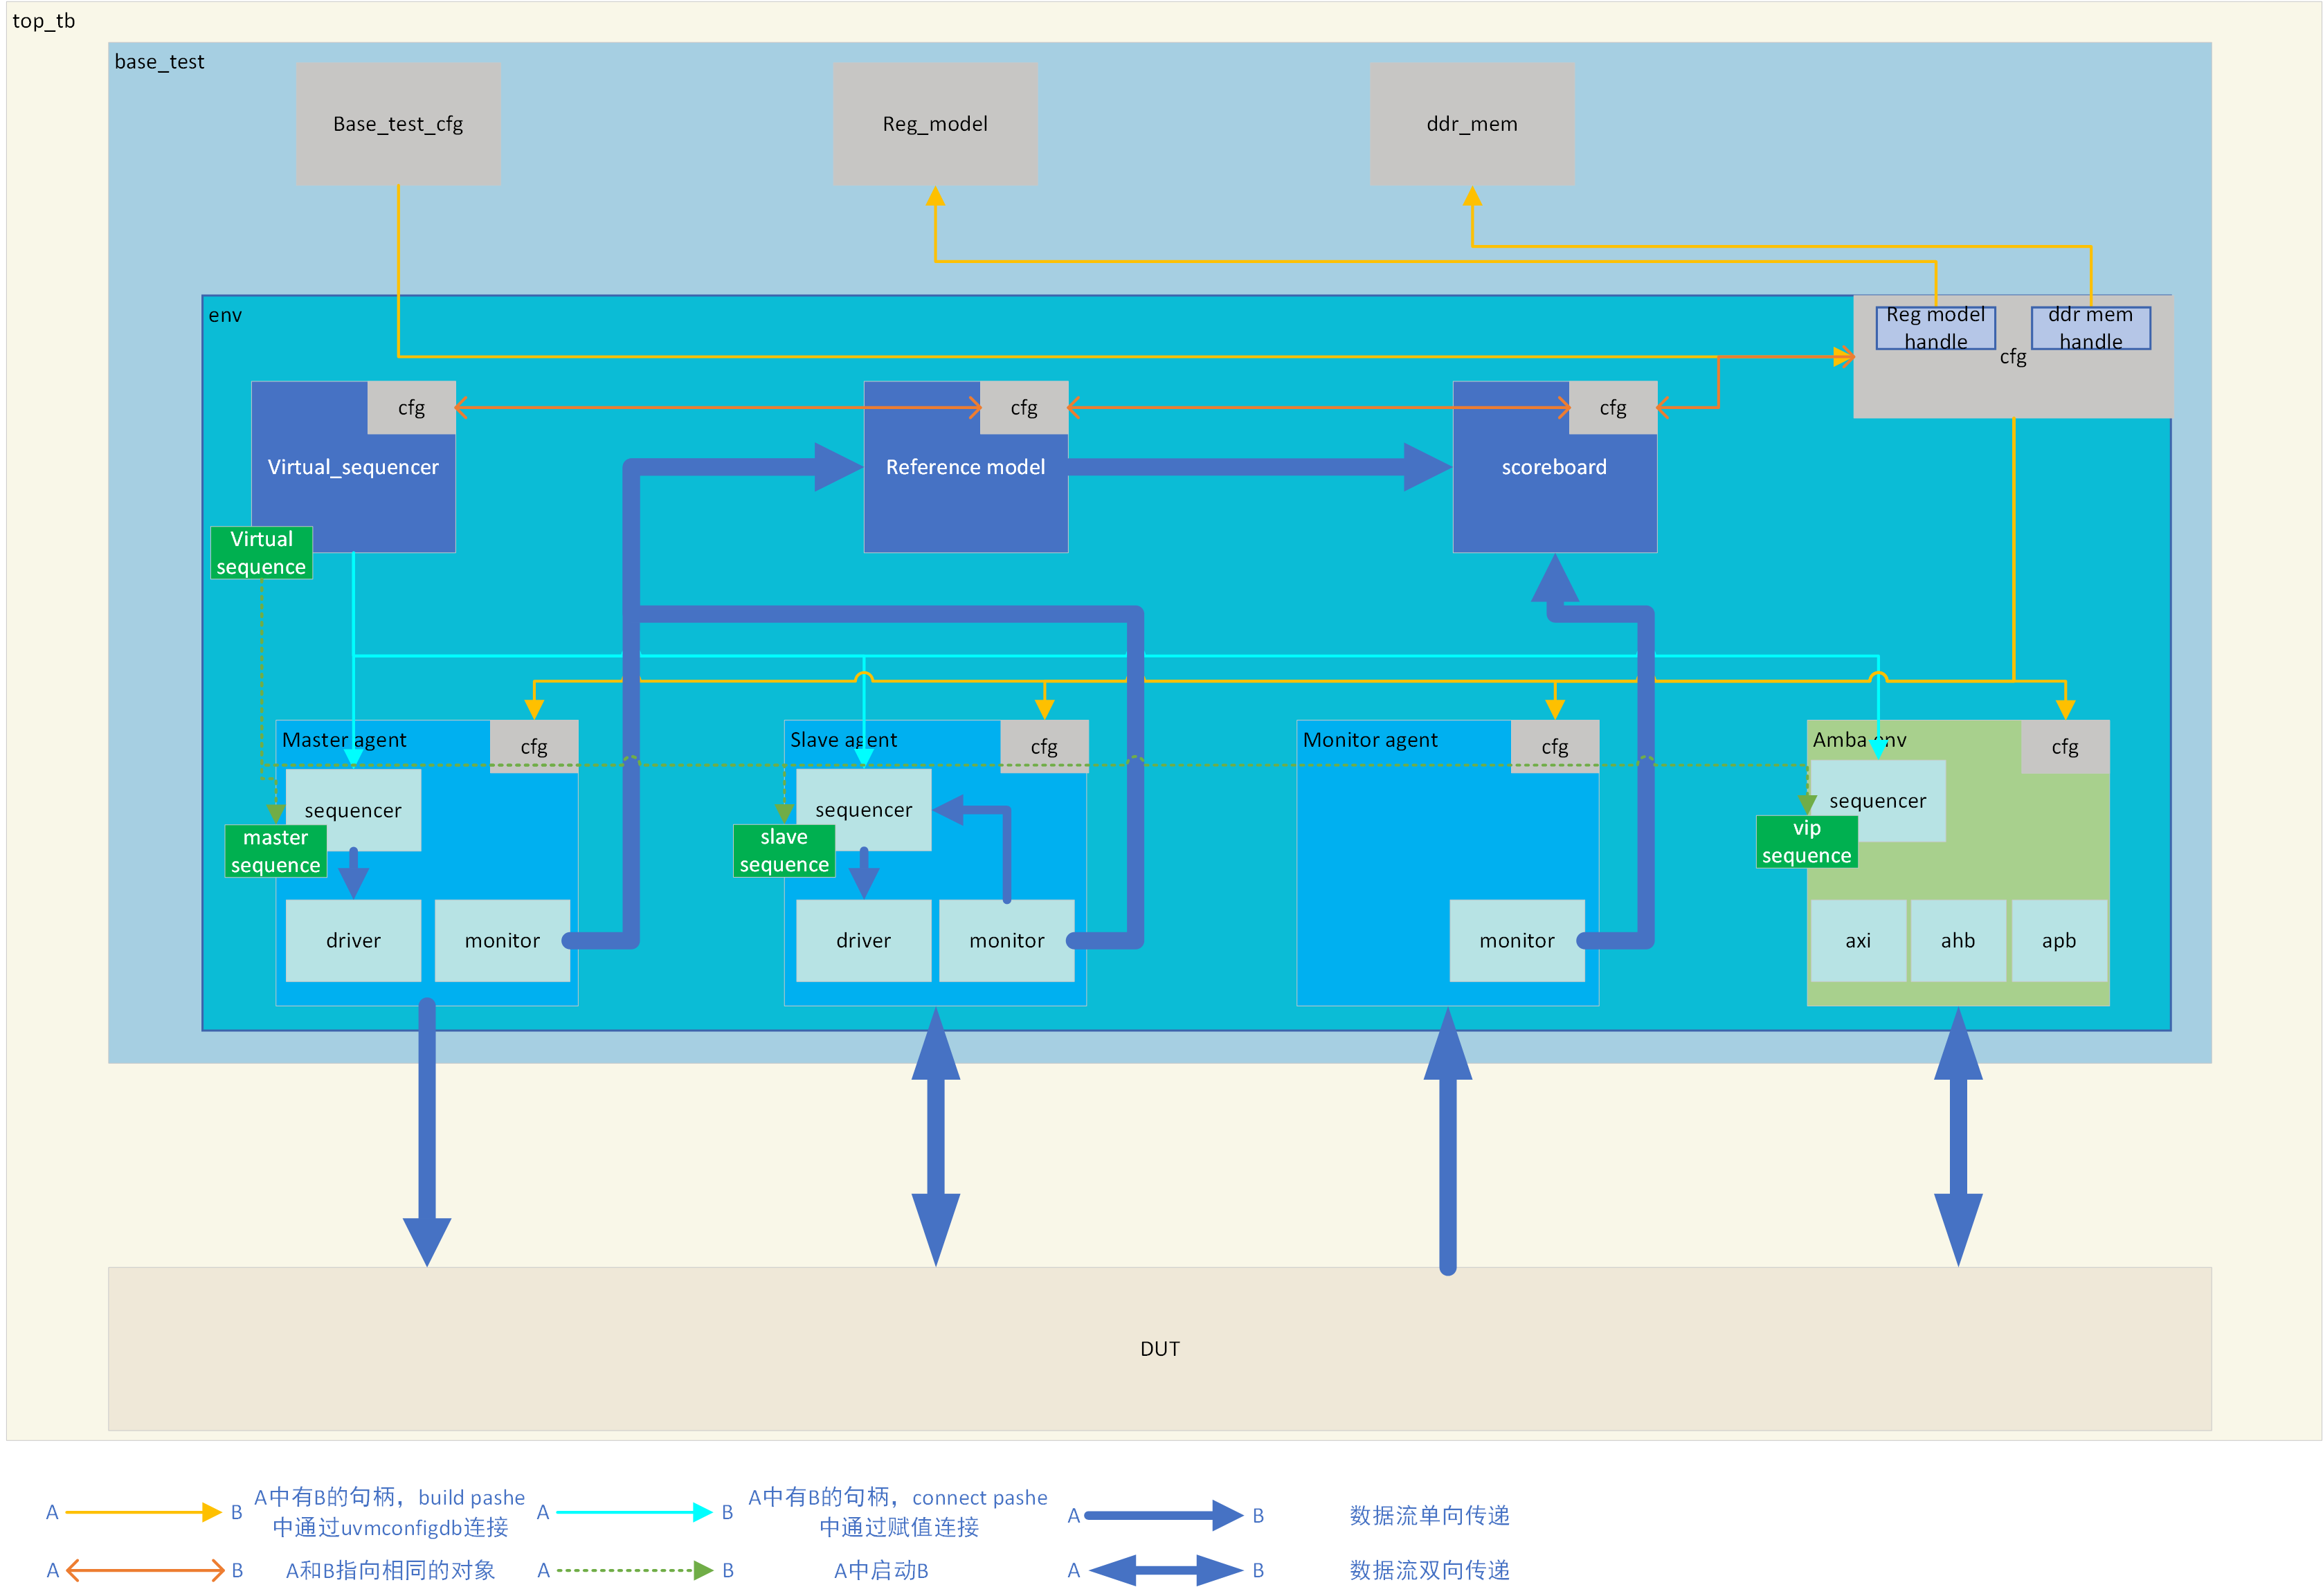 top_tb
base_test
Base_test_cfg
Reg_model
ddr_mem
env
Reg model
handle
ddr mem
handle
cfg
cfg
cfg
cfg
Virtual_sequencer
Reference model
scoreboard
Virtual
sequence
Master agent
cfg
Slave agent
cfg
Monitor agent
cfg
Amba env
cfg
sequencer
sequencer
sequencer
master
sequence
slave
sequence
vip
sequence
driver
monitor
driver
monitor
monitor
axi
ahb
apb
DUT
A
B
A中有B的句柄，build pashe
中通过uvmconfigdb连接
A
B
A中有B的句柄，connect pashe
中通过赋值连接
A
B
数据流单向传递
A
B
A和B指向相同的对象
A
B
A中启动B
A
B
数据流双向传递